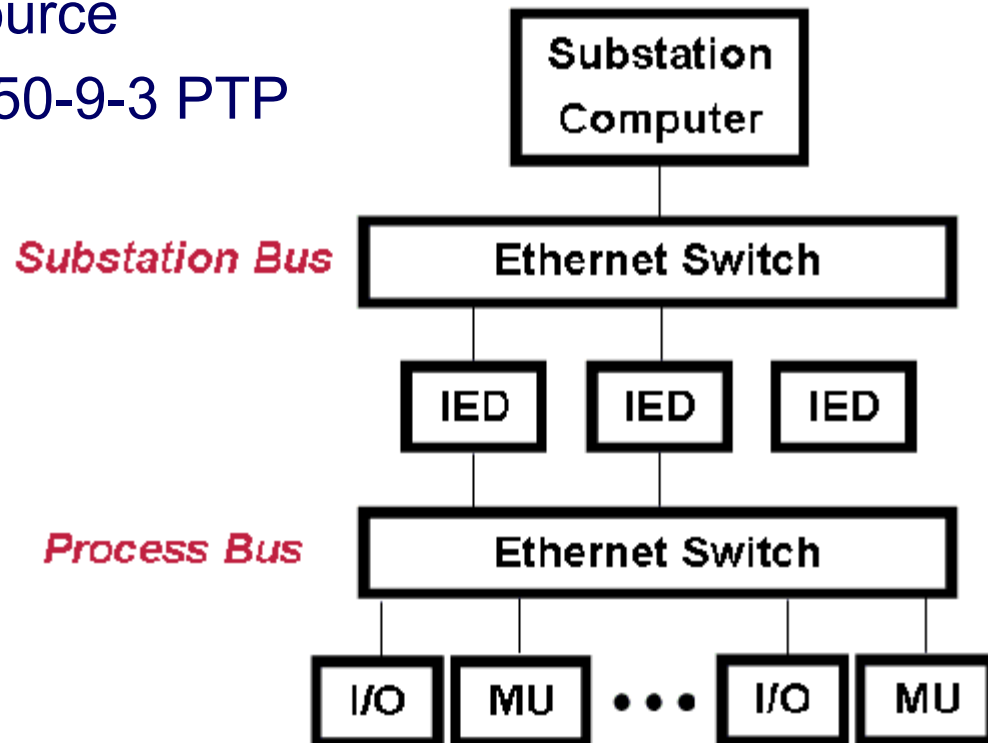 50-9-3 PTP
Substation
Computer
Substation Bus
Ethernet Switch
IED IED IED
Process Bus
Ethernet Switch
I/O MU ••• I/O MU